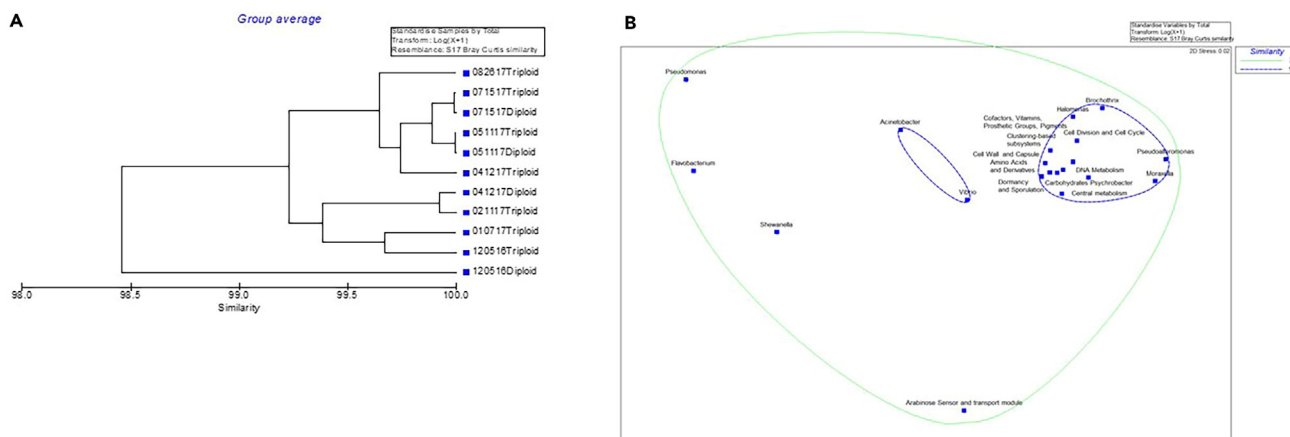 A
Group average
Standardise Samples by Total
Transform: Log(X+1)
Resemblance: S17 Bray Curtis similarity
082617Triploid
071517Triploid
071517Diploid
051117Triploid
051117Diploid
041217Triploid
041217Diploid
021117Triploid
010717Triploid
120516Triploid
120516Diploid
98.0 98.5 99.0 99.5 100.0
Similarity
B
Standardise Variables by Total
Transform: Log(X+1)
Resemblance: S17 Bray Curtis similarity
2D Stress: 0.02
Similarity
Pseudomonas
Brochothrix
Halomonas
Acinetobacter
Cofactors, Vitamins,
Prosthetic Groups, Pigments
Cell Division and Cell Cycle
Clustering-based
subsystems
Cell Wall and Capsule
Pseudoalteromonas
Amino Acids
and Derivatives
Flavobacterium
DNA Metabolism
Moraxella
Carbohydrates Psychrobacter
Dormancy
and Sporulation
Central metabolism
Vibrio
Shewanella
Arabinose Sensor and transport module